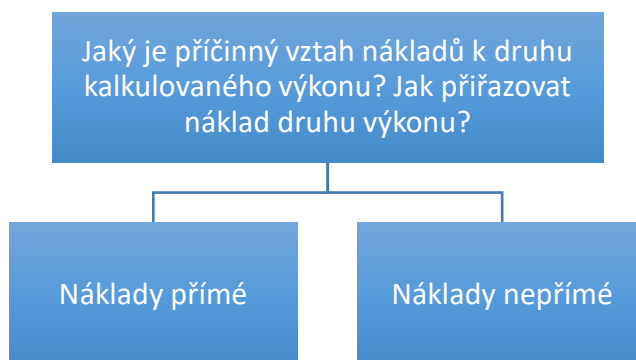 Jaký je příčinný vztah nákladů k druhu
kalkulovaného výkonu? Jak přiřazovat
náklad druhu výkonu?
Náklady přímé
Náklady nepřímé